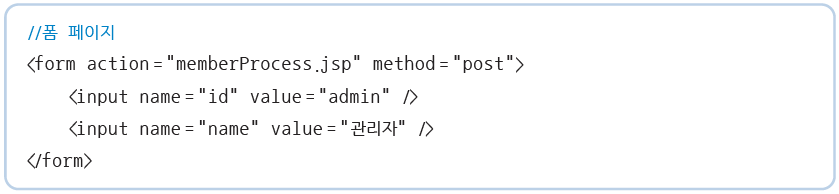 //폼 페이지
<form action="memberProcess.jsp" method="post">
    <input name="id" value="admin" />
    <input name="name" value="관리자" />
</form>